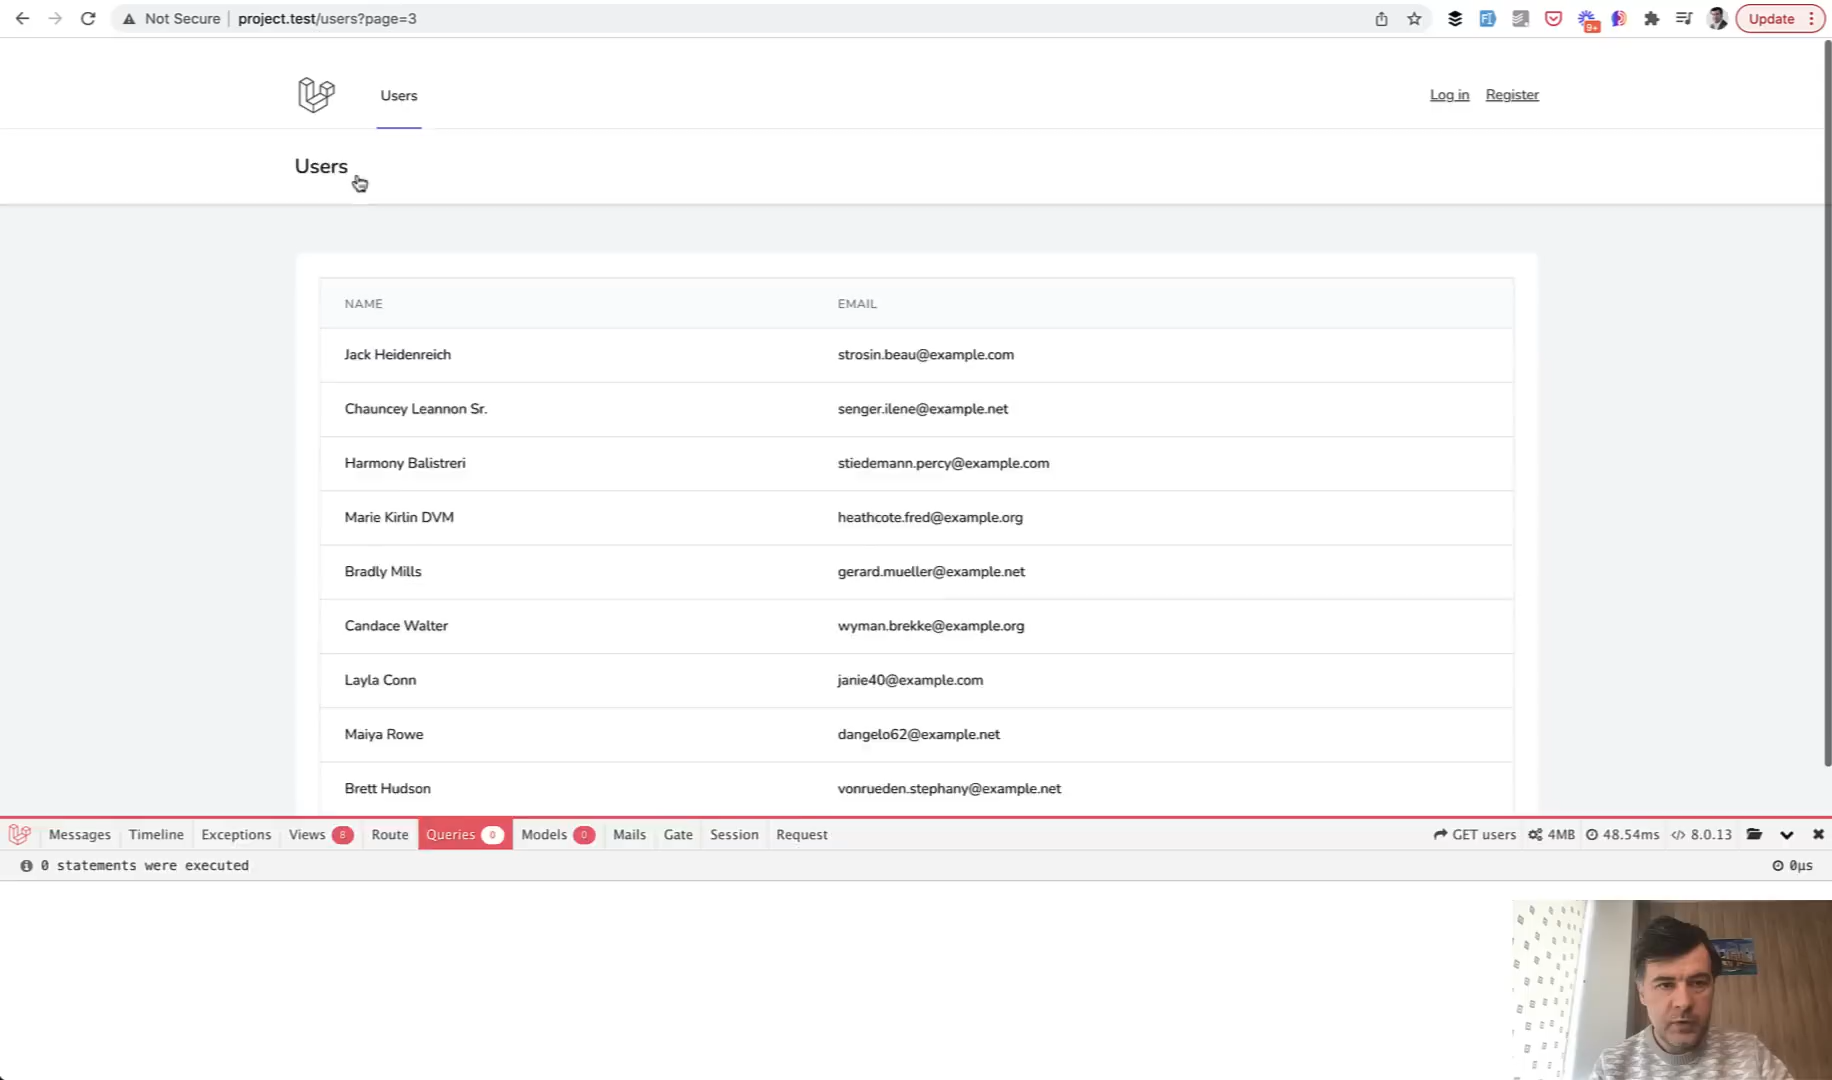 Not Secure project.test/users?page=3 9+ Update
Users Log in Register
Users
NAME EMAIL
Jack Heidenreich strosin.beau@example.com
Chauncey Leannon Sr. senger.ilene@example.net
Harmony Balistreri stiedemann.percy@example.com
Marie Kirlin DVM heathcote.fred@example.org
Bradly Mills gerard.mueller@example.net
Candace Walter wyman.brekke@example.org
Layla Conn janie40@example.com
Maiya Rowe dangelo62@example.net
Brett Hudson vonrueden.stephany@example.net
Messages Timeline Exceptions Views 8 Route Queries 0 Models 0 Mails Gate Session Request GET users 4MB 48.54ms </> 8.0.13
0 statements were executed 0μs